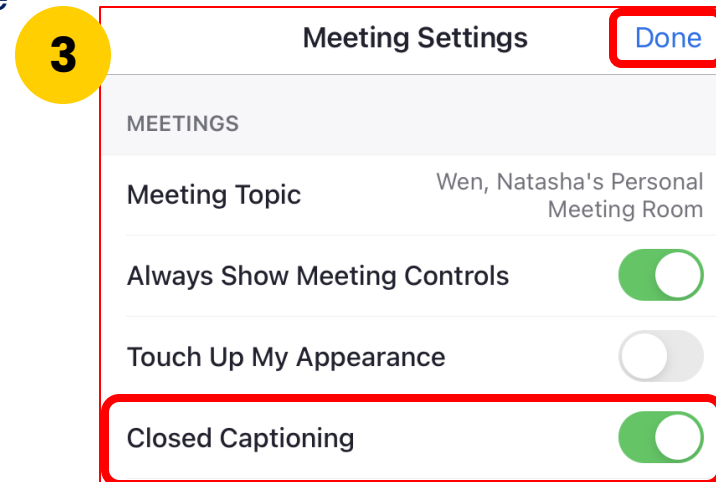 3
Meeting Settings Done
MEETINGS
Meeting Topic Wen, Natasha's Personal
Meeting Room
Always Show Meeting Controls
Touch Up My Appearance
Closed Captioning